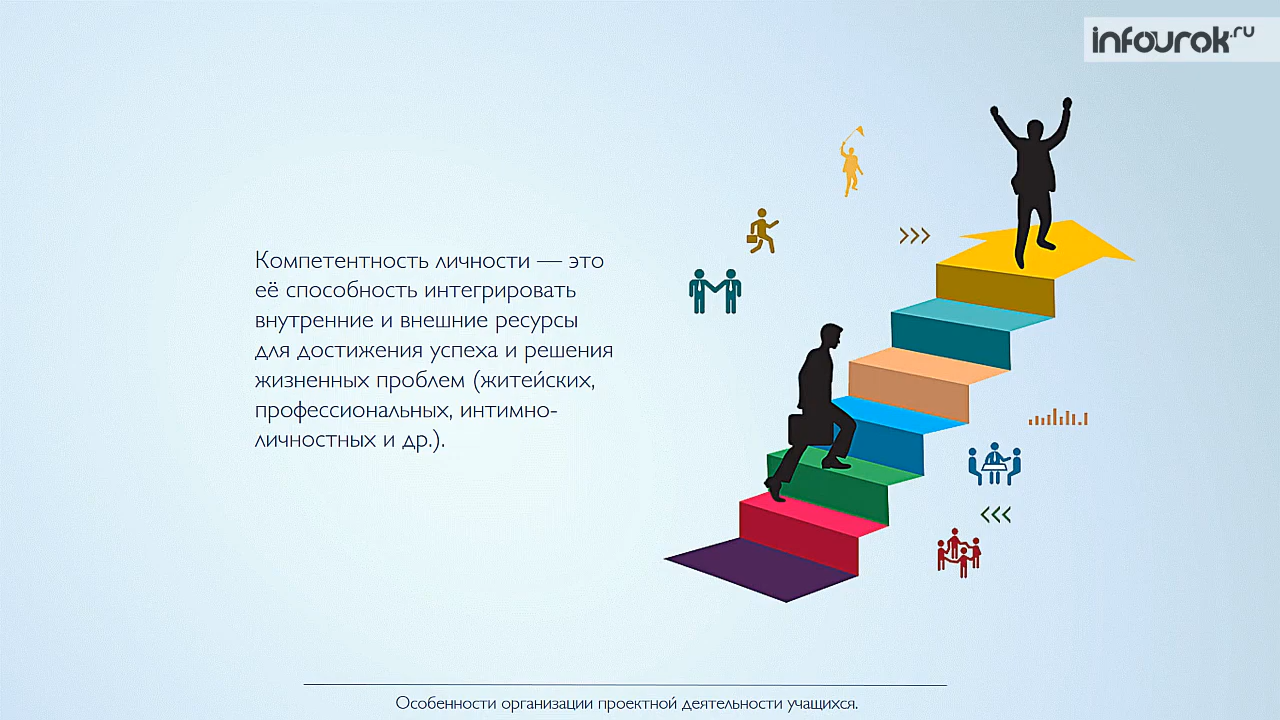 infourok.ru
Компетентность личности — это
её способность интегрировать
внутренние и внешние ресурсы
для достижения успеха и решения
жизненных проблем (житейских,
профессиональных, интимно-
личностных и др.).
Особенности организации проектной деятельности учащихся.